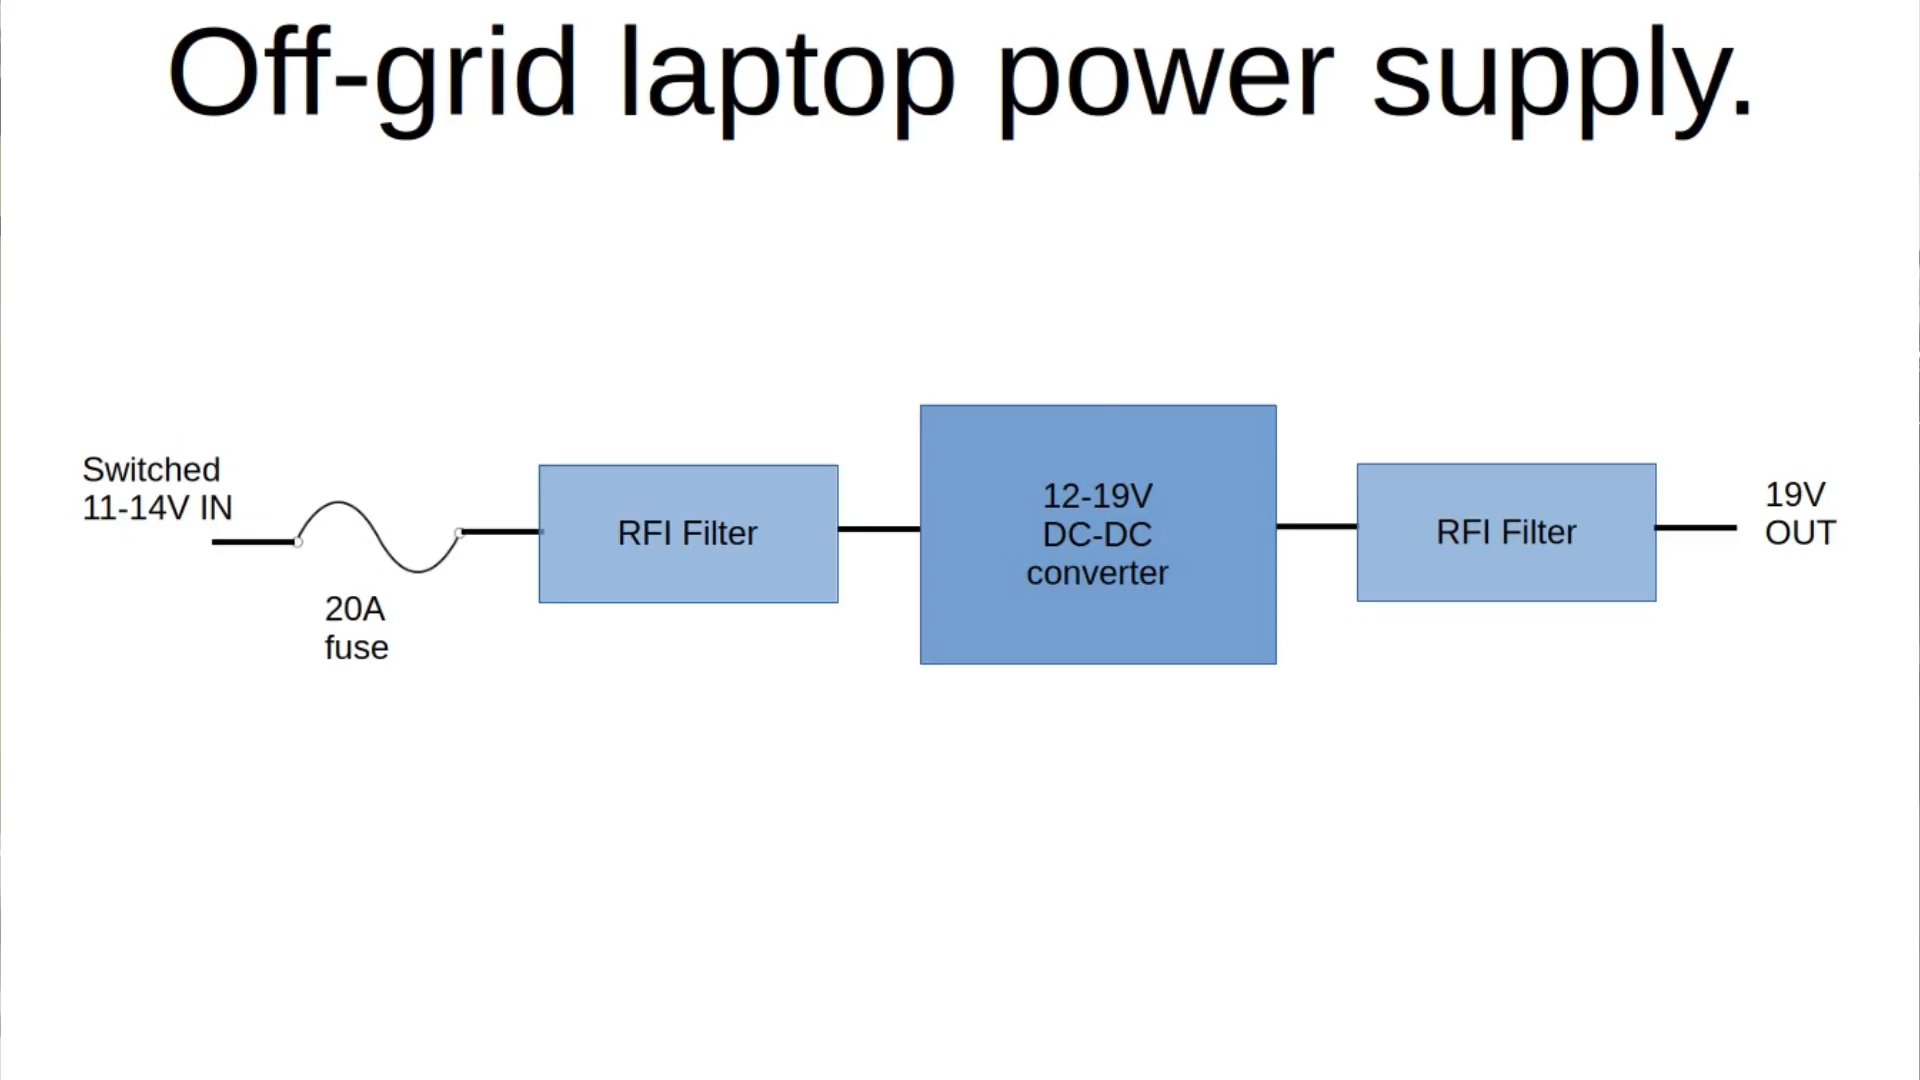 Off-grid laptop power supply.
Switched
11-14V IN
20A
fuse
RFI Filter
12-19V
DC-DC
converter
RFI Filter
19V
OUT